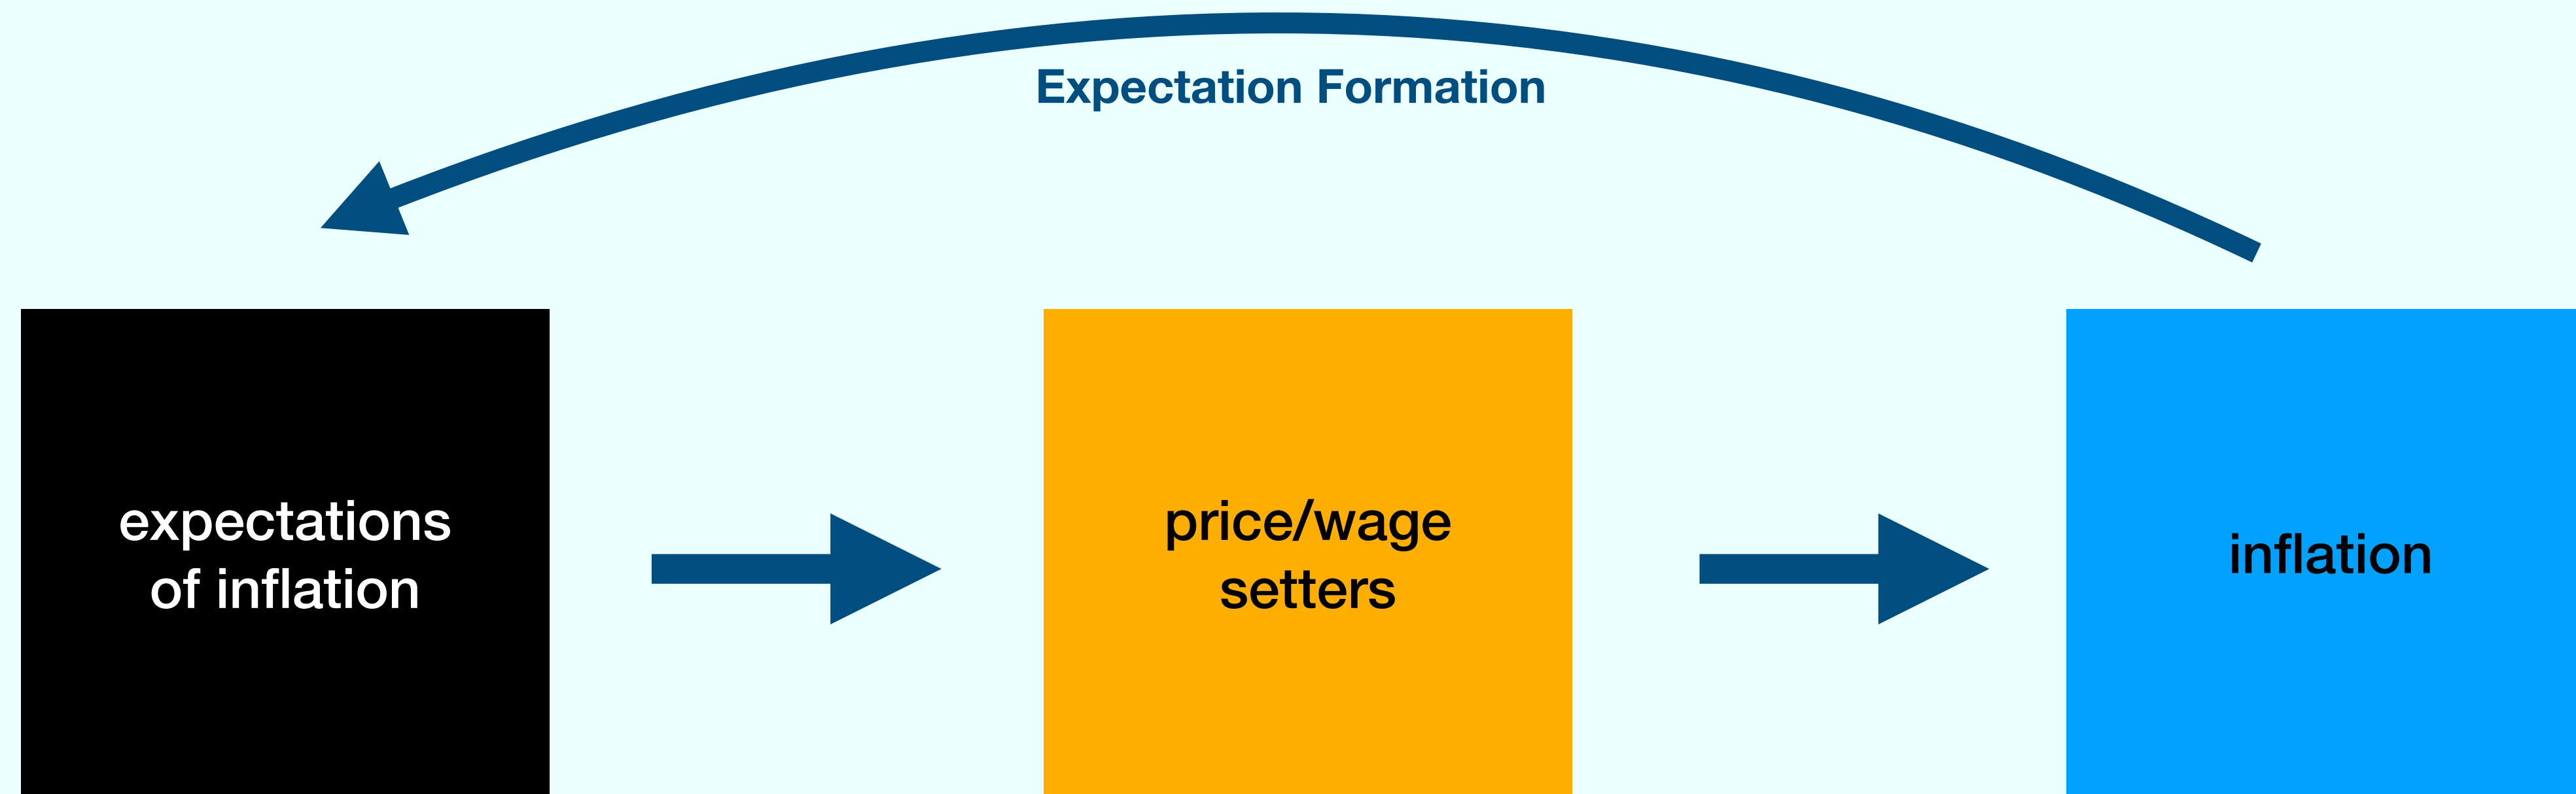 Expectation Formation
expectations
of inflation
price/wage
setters
inflation